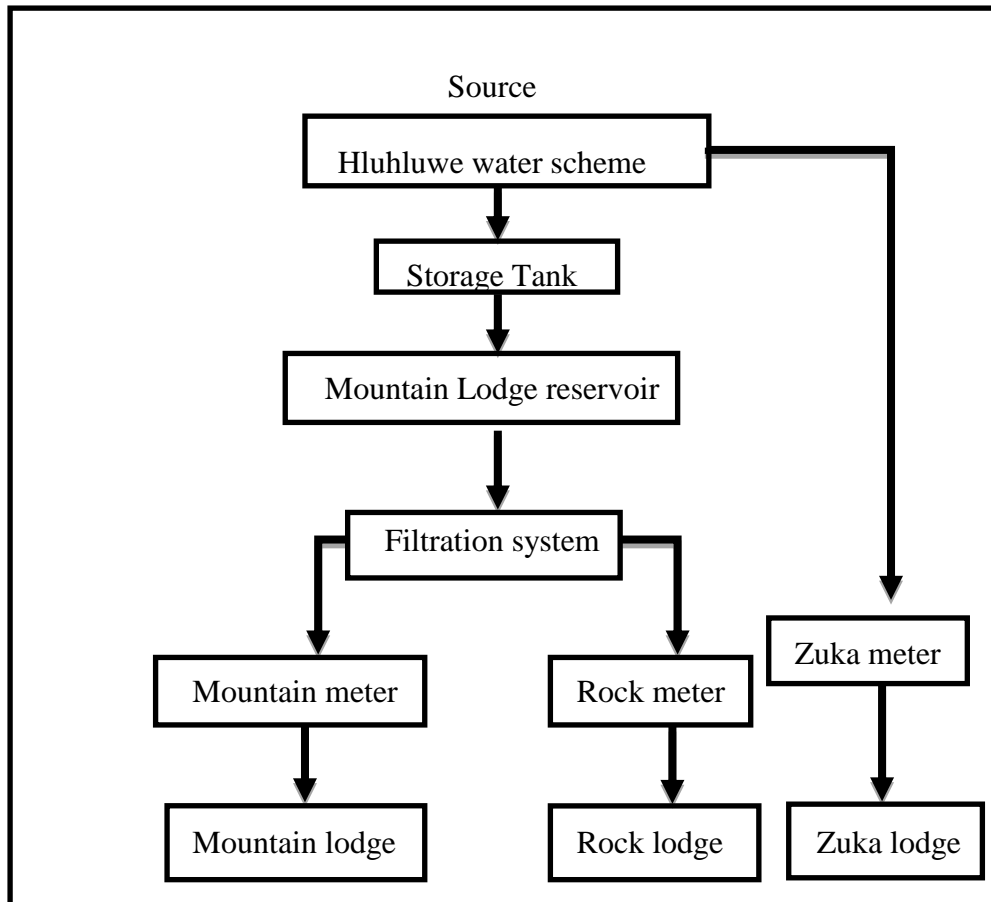 Source
Hluhluwe water scheme
Storage Tank
Mountain Lodge reservoir
Filtration system
Zuka meter
Mountain meter
Rock meter
Mountain lodge
Rock lodge
Zuka lodge